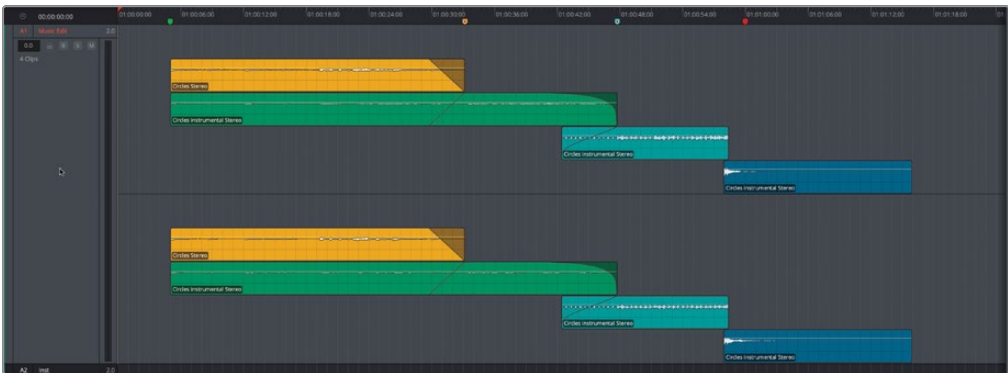 00:00:00:00
01:00:00:00 01:00:06:00 01:00:12:00 01:00:18:00 01:00:24:00 01:00:30:00 01:00:36:00 01:00:42:00 01:00:48:00 01:00:54:00 01:01:00:00 01:01:06:00 01:01:12:00 01:01:18:00
A1 Music Edit 2.0
0.0 R S M
4 Clips
Circles Stereo
Circles instrumental Stereo
Circles instrumental Stereo
Circles instrumental Stereo
Circles Stereo
Circles instrumental Stereo
Circles instrumental Stereo
Circles instrumental Stereo
A2 Inst 2.0